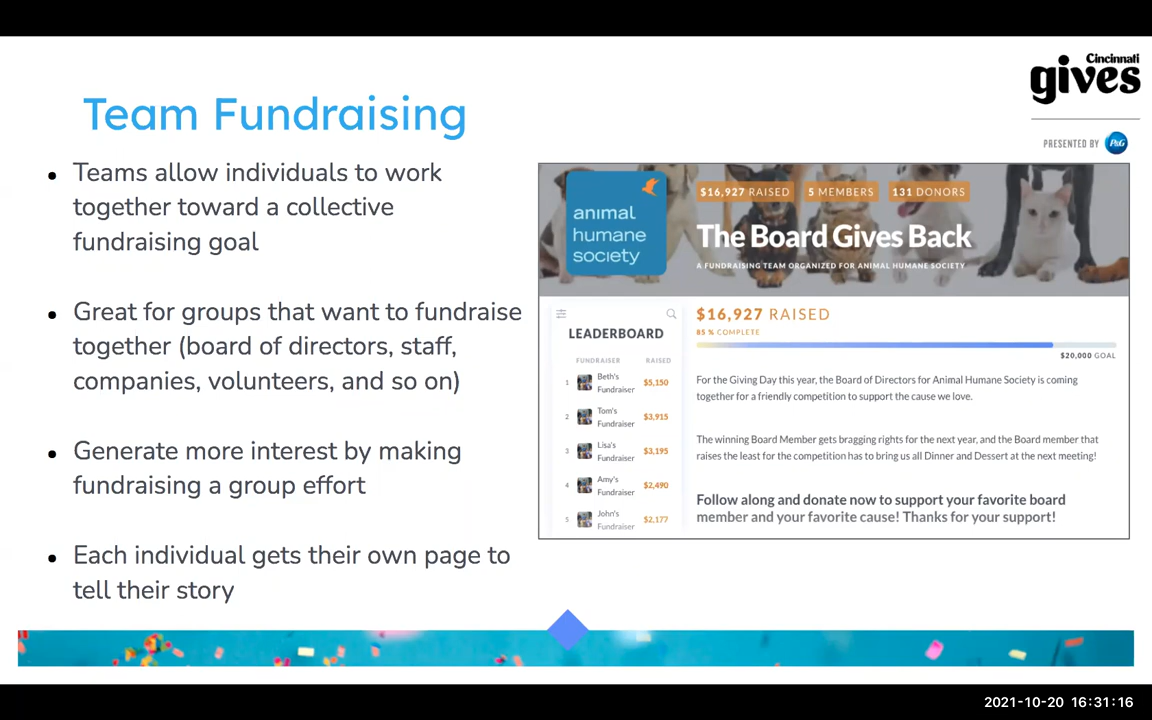 Cincinnati
gives
PRESENTED BY P&G
Team Fundraising
• Teams allow individuals to work
together toward a collective
fundraising goal
• Great for groups that want to fundraise
together (board of directors, staff,
companies, volunteers, and so on)
• Generate more interest by making
fundraising a group effort
• Each individual gets their own page to
tell their story
animal
humane
society
$16,927 RAISED 5 MEMBERS 131 DONORS
The Board Gives Back
A FUNDRAISING TEAM ORGANIZED FOR ANIMAL HUMANE SOCIETY
LEADERBOARD
FUNDRAISER RAISED
1 Beth's
Fundraiser $5,150
2 Tom's
Fundraiser $3,915
3 Lisa's
Fundraiser $3,195
4 Amy's
Fundraiser $2,490
5 John's
Fundraiser $2,177
$16,927 RAISED
85 % COMPLETE
$20,000 GOAL
For the Giving Day this year, the Board of Directors for Animal Humane Society is coming
together for a friendly competition to support the cause we love.
The winning Board Member gets bragging rights for the next year, and the Board member that
raises the least for the competition has to bring us all Dinner and Dessert at the next meeting!
Follow along and donate now to support your favorite board
member and your favorite cause! Thanks for your support!
2021-10-20 16:31:16